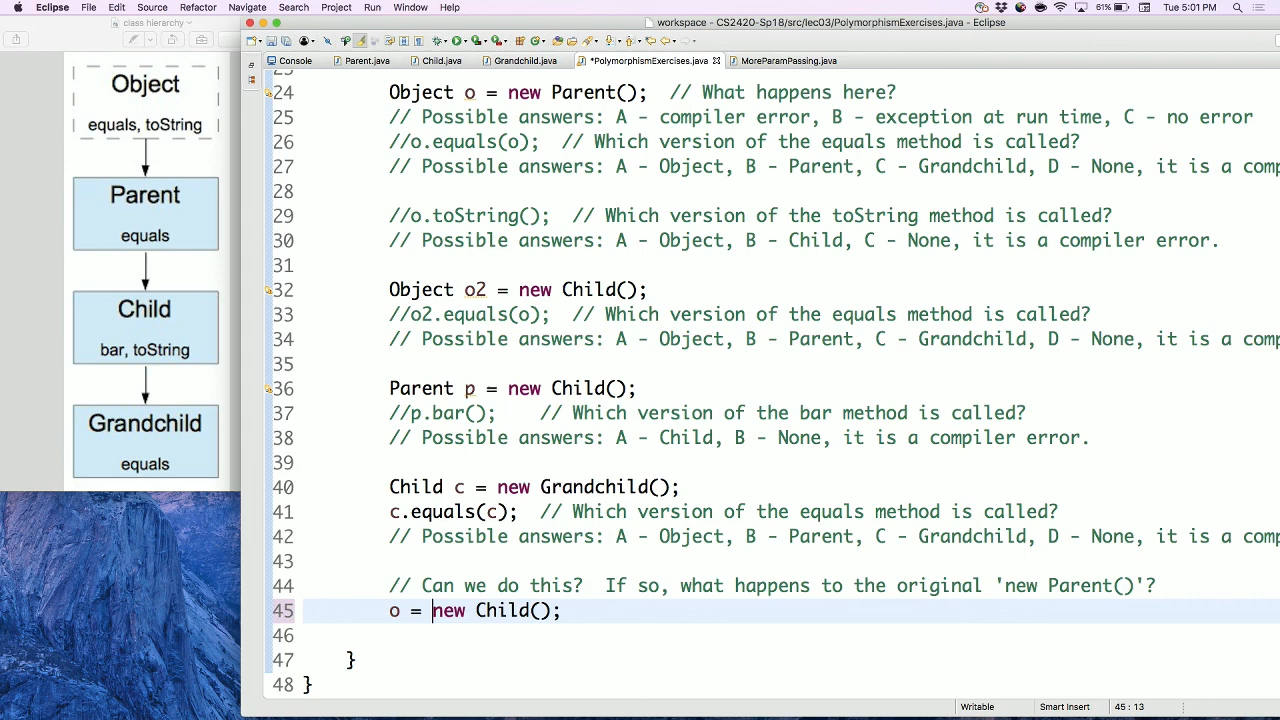 Eclipse File Edit Source Refactor Navigate Search Project Run Window Help 61% Tue 5:01 PM
class hierarchy
workspace - CS2420-Sp18/src/lec03/PolymorphismExercises.java - Eclipse
Console Parent.java Child.java Grandchild.java *PolymorphismExercises.java MoreParamPassing.java
Object
equals, toString
Parent
equals
Child
bar, toString
Grandchild
equals
24 Object o = new Parent(); // What happens here?
25 // Possible answers: A - compiler error, B - exception at run time, C - no error
26 //o.equals(o); // Which version of the equals method is called?
27 // Possible answers: A - Object, B - Parent, C - Grandchild, D - None, it is a compi
28
29 //o.toString(); // Which version of the toString method is called?
30 // Possible answers: A - Object, B - Child, C - None, it is a compiler error.
31
32 Object o2 = new Child();
33 //o2.equals(o); // Which version of the equals method is called?
34 // Possible answers: A - Object, B - Parent, C - Grandchild, D - None, it is a compi
35
36 Parent p = new Child();
37 //p.bar(); // Which version of the bar method is called?
38 // Possible answers: A - Child, B - None, it is a compiler error.
39
40 Child c = new Grandchild();
41 c.equals(c); // Which version of the equals method is called?
42 // Possible answers: A - Object, B - Parent, C - Grandchild, D - None, it is a compi
43
44 // Can we do this? If so, what happens to the original 'new Parent()'?
45 o = new Child();
46
47 }
48 }
Writable Smart Insert 45 : 13